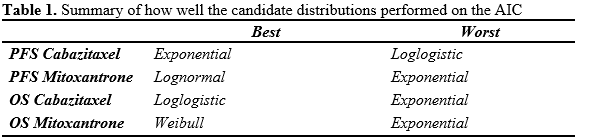 Table 1. Summary of how well the candidate distributions performed on the AIC
Best Worst
PFS Cabazitaxel Exponential Loglogistic
PFS Mitoxantrone Lognormal Exponential
OS Cabazitaxel Loglogistic Exponential
OS Mitoxantrone Weibull Exponential